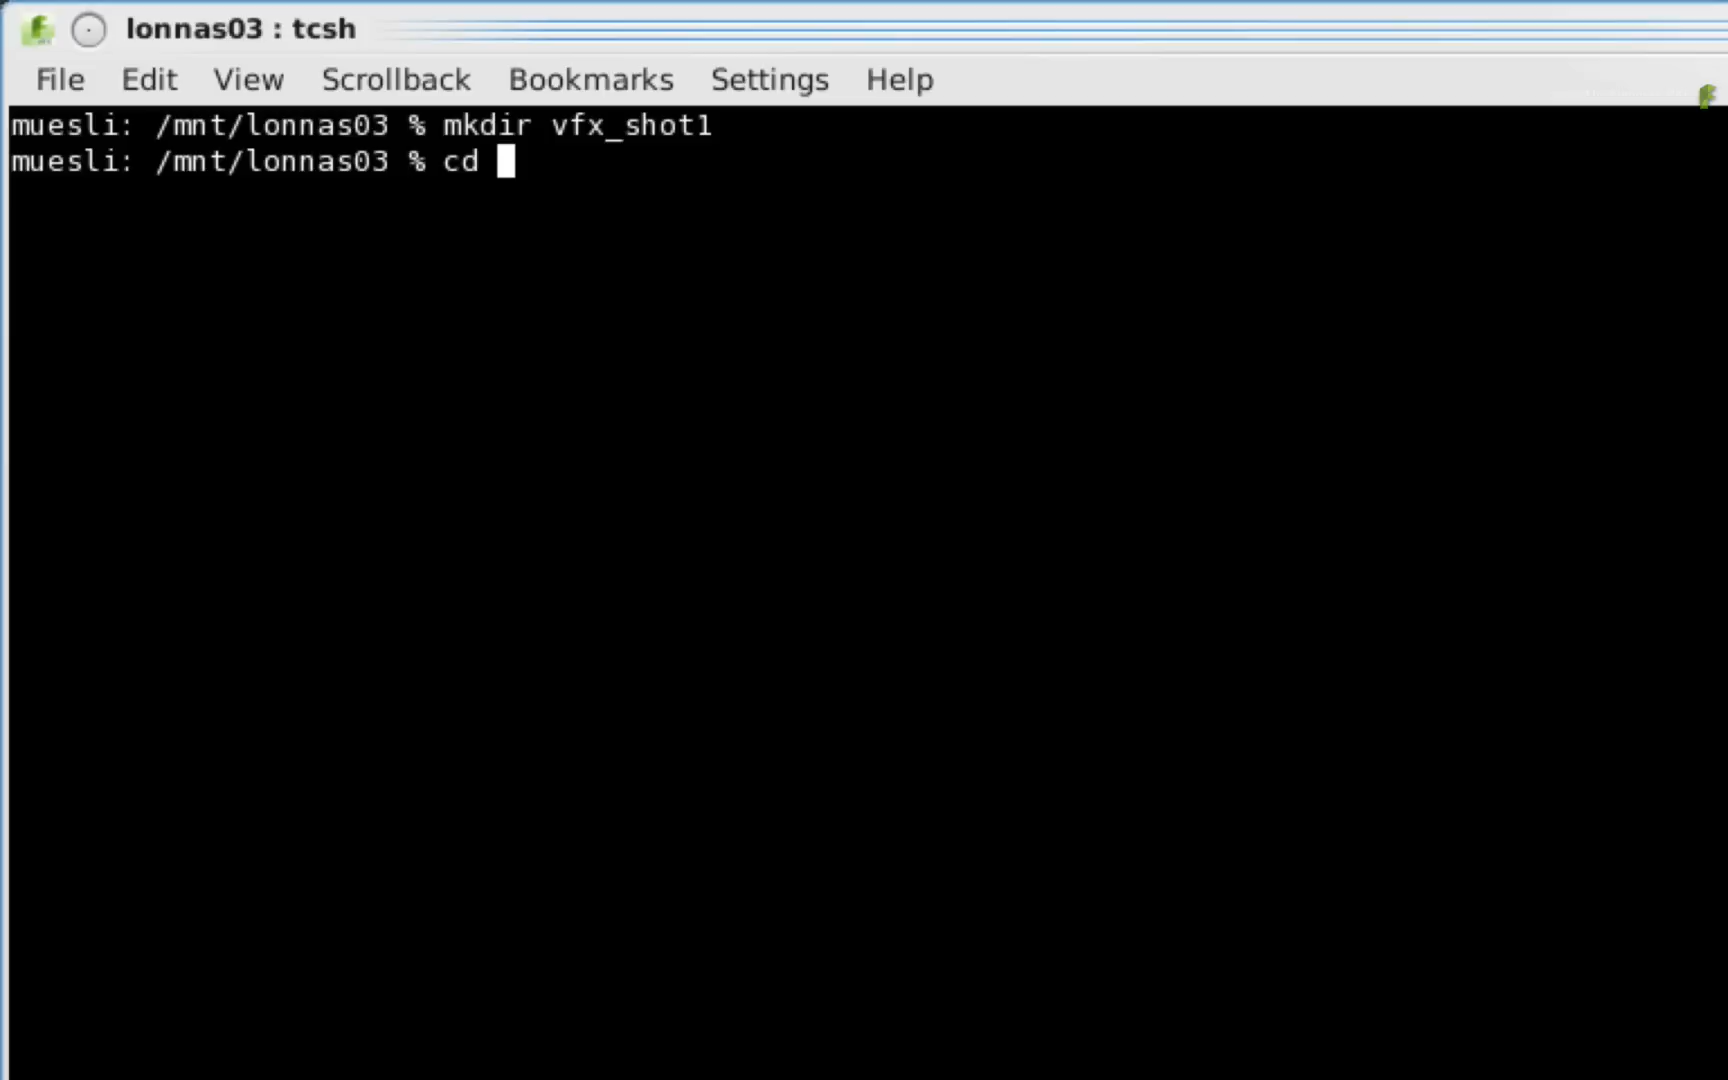 lonnas03 : tcsh
File Edit View Scrollback Bookmarks Settings Help
muesli: /mnt/lonnas03 % mkdir vfx_shot1
muesli: /mnt/lonnas03 % cd